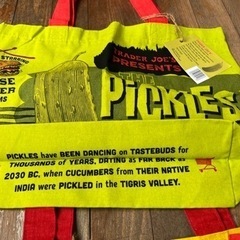 STARRING
TRADER JOE'S
PRESENTS
PICKLES
PICKLES HAVE BEEN DANCING ON TASTEBUDS FOR
THOUSANDS OF YEARS, DATING AS FAR BACK AS
2030 BC, WHEN CUCUMBERS FROM THEIR NATIVE
INDIA WERE PICKLED IN THE TIGRIS VALLEY.